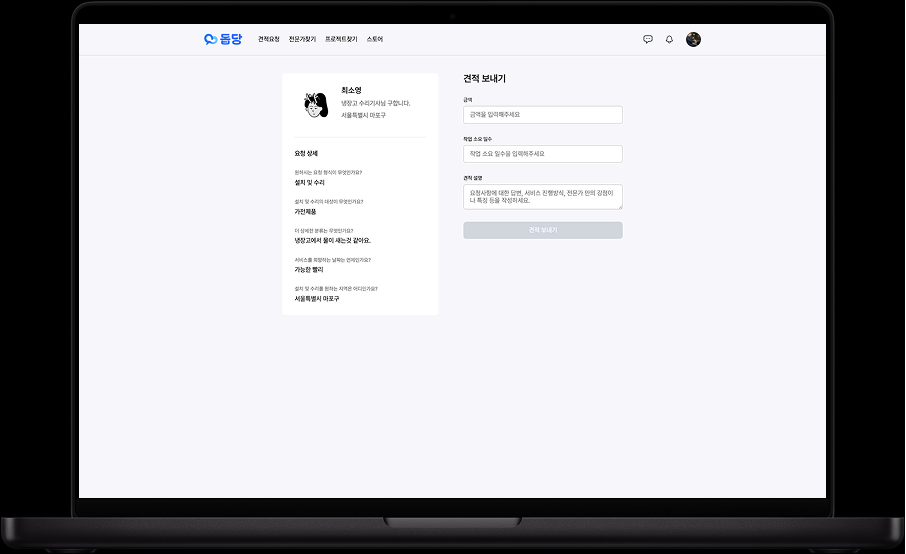 돕당
견적요청 전문가찾기 프로젝트찾기 스토어
최소영
냉장고 수리기사님 구합니다.
서울특별시 마포구
요청 상세
원하시는 요청 형식이 무엇인가요?
설치 및 수리
설치 및 수리의 대상이 무엇인가요?
가전제품
더 상세한 분류는 무엇인가요?
냉장고에서 물이 새는것 같아요.
서비스를 희망하는 날짜는 언제인가요?
가능한 빨리
설치 및 수리를 원하는 지역은 어디인가요?
서울특별시 마포구
견적 보내기
금액
금액을 입력해주세요
작업 소요 일수
작업 소요 일수을 입력해주세요
견적 설명
요청사항에 대한 답변, 서비스 진행방식, 전문가 만의 강점이
나 특징 등을 작성하세요.
견적 보내기